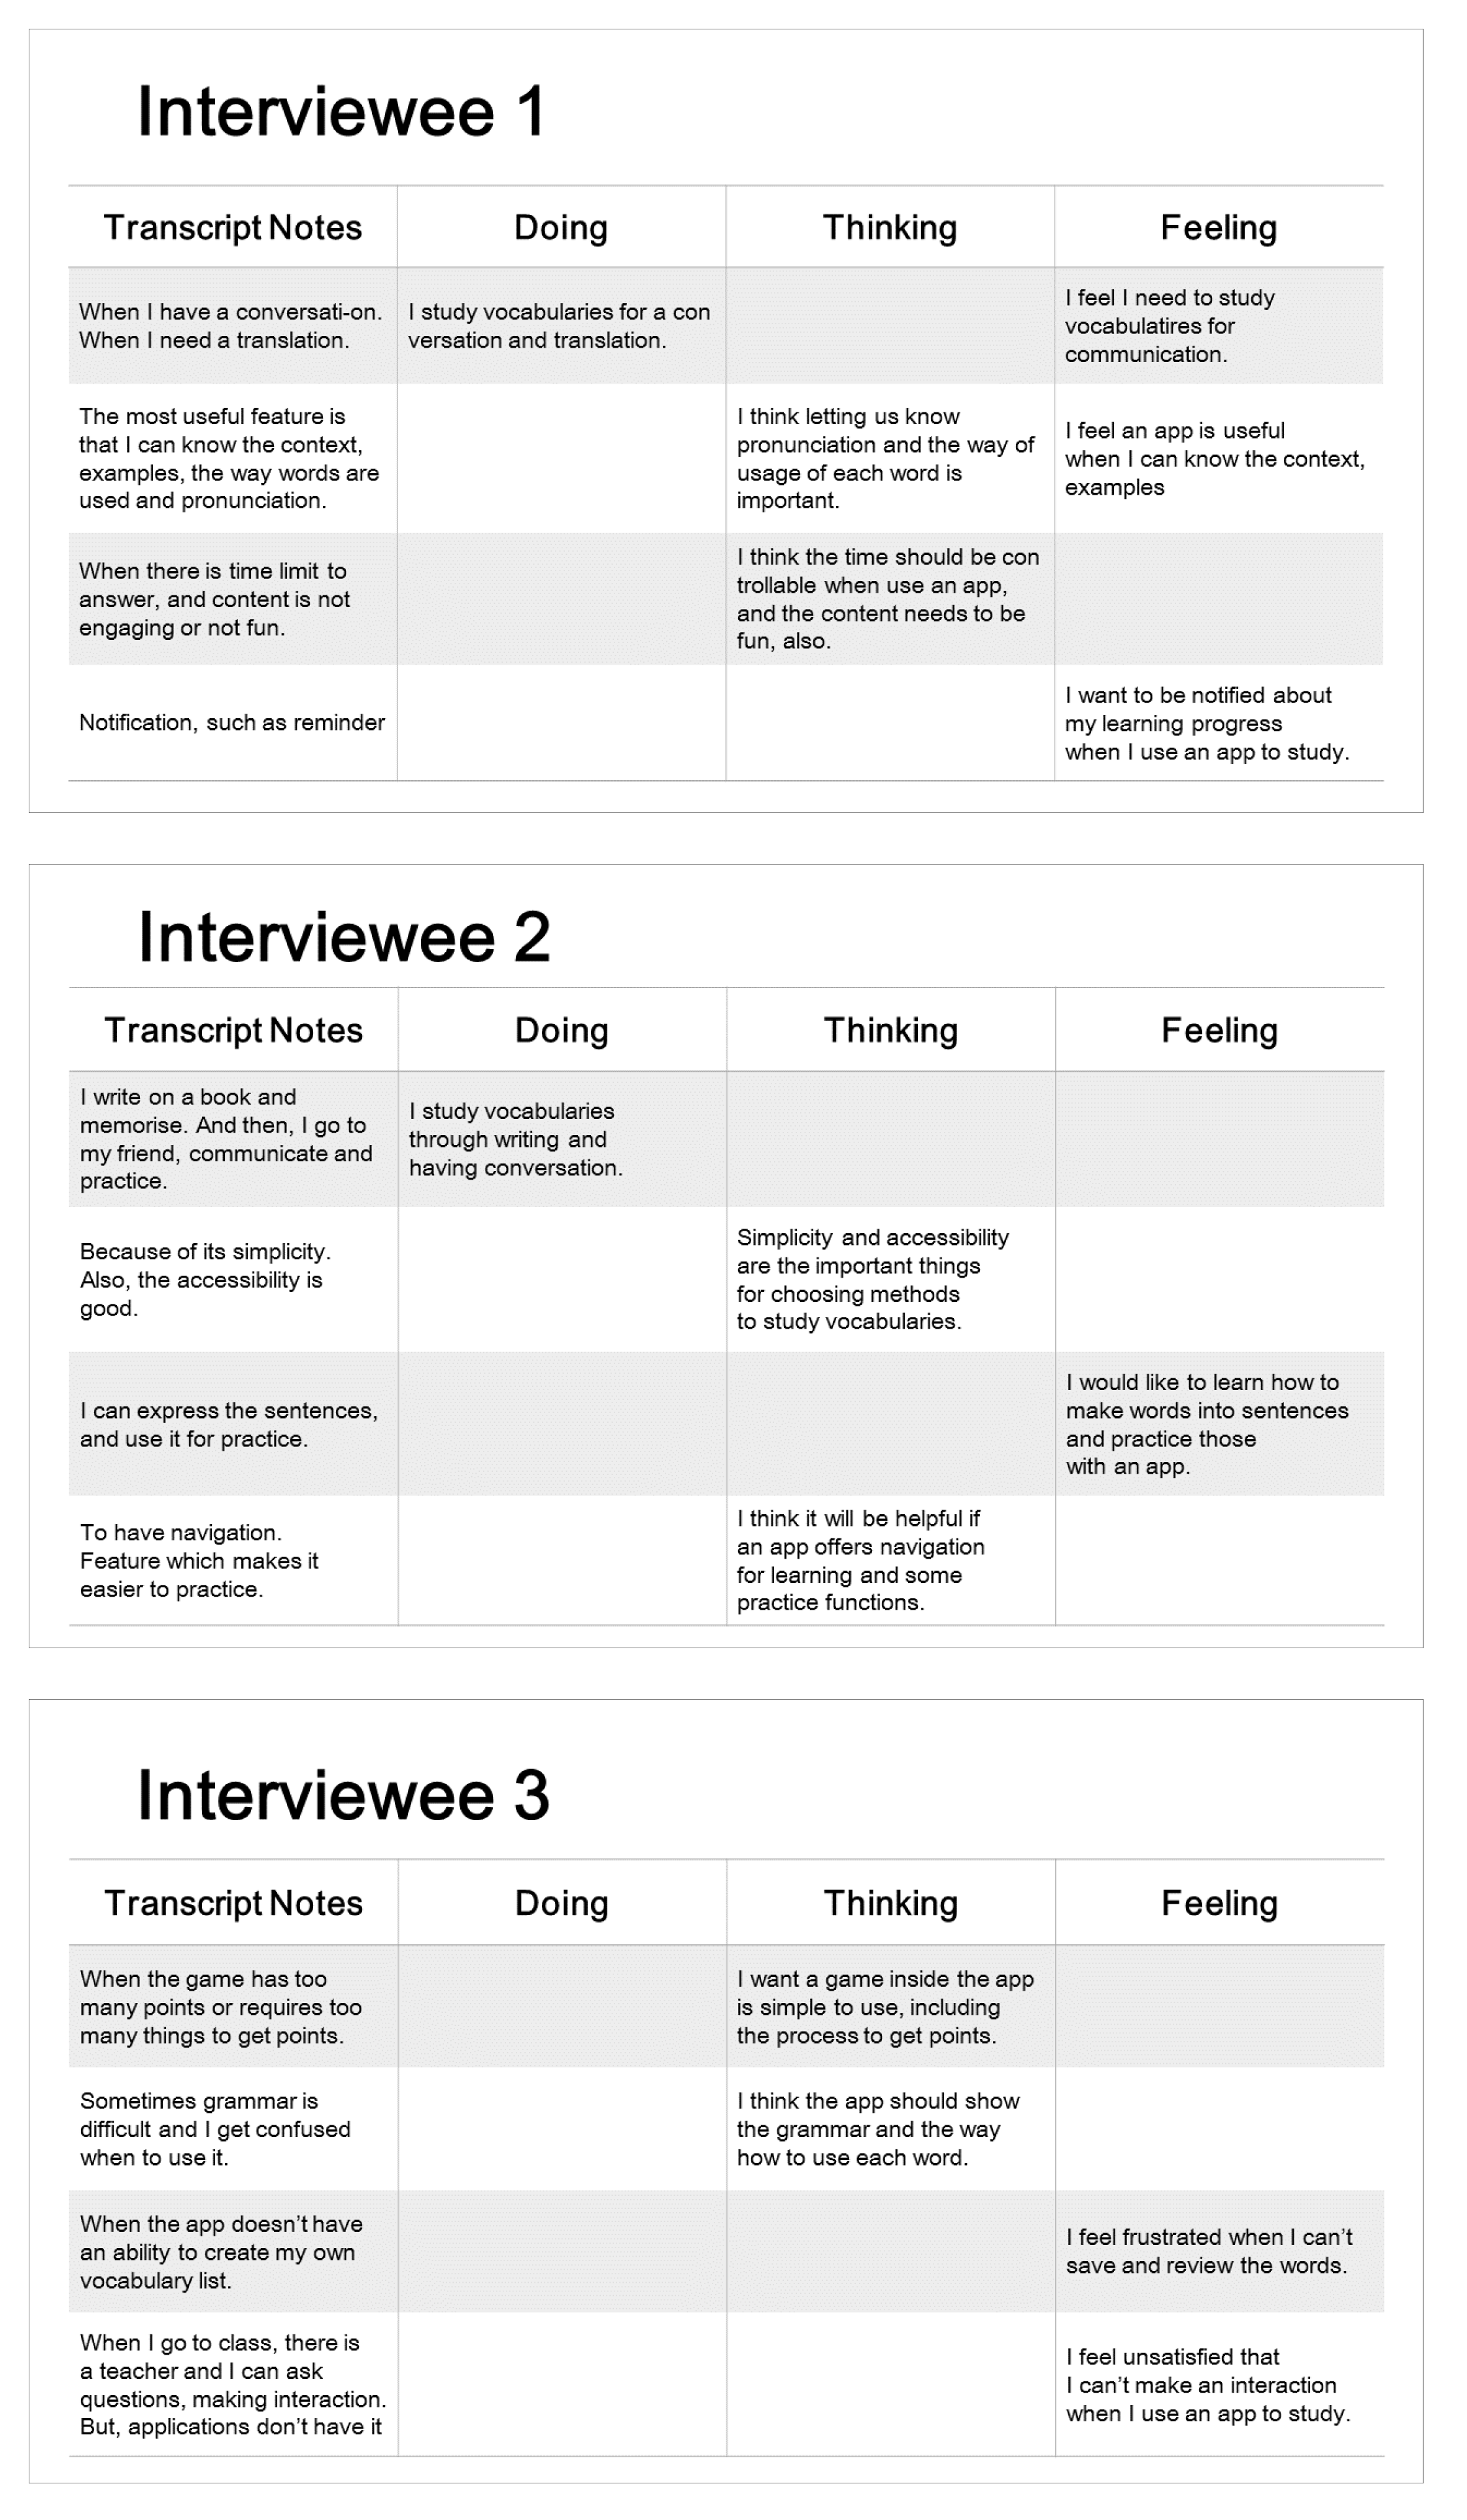 Interviewee 1
Transcript Notes
Doing
Thinking
Feeling
When I have a conversati-on.
When I need a translation.
I study vocabularies for a con
versation and translation.
I feel I need to study
vocabulatires for
communication.
The most useful feature is
that I can know the context,
examples, the way words are
used and pronunciation.
I think letting us know
pronunciation and the way of
usage of each word is
important.
I feel an app is useful
when I can know the context,
examples
When there is time limit to
answer, and content is not
engaging or not fun.
I think the time should be con
trollable when use an app,
and the content needs to be
fun, also.
Notification, such as reminder
I want to be notified about
my learning progress
when I use an app to study.
Interviewee 2
Transcript Notes
Doing
Thinking
Feeling
I write on a book and
memorise. And then, I go to
my friend, communicate and
practice.
I study vocabularies
through writing and
having conversation.
Because of its simplicity.
Also, the accessibility is
good.
Simplicity and accessibility
are the important things
for choosing methods
to study vocabularies.
I can express the sentences,
and use it for practice.
I would like to learn how to
make words into sentences
and practice those
with an app.
To have navigation.
Feature which makes it
easier to practice.
I think it will be helpful if
an app offers navigation
for learning and some
practice functions.
Interviewee 3
Transcript Notes
Doing
Thinking
Feeling
When the game has too
many points or requires too
many things to get points.
I want a game inside the app
is simple to use, including
the process to get points.
Sometimes grammar is
difficult and I get confused
when to use it.
I think the app should show
the grammar and the way
how to use each word.
When the app doesn’t have
an ability to create my own
vocabulary list.
I feel frustrated when I can’t
save and review the words.
When I go to class, there is
a teacher and I can ask
questions, making interaction.
But, applications don’t have it
I feel unsatisfied that
I can’t make an interaction
when I use an app to study.